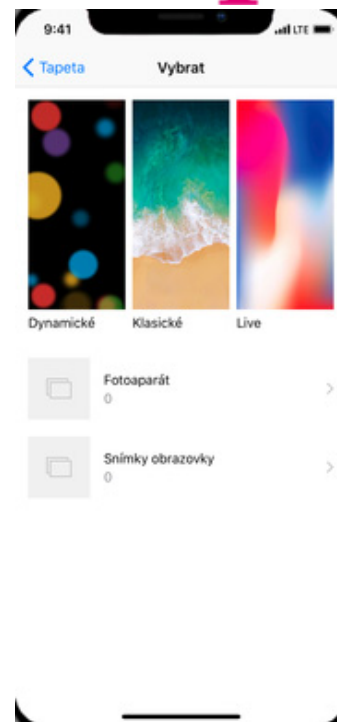 9:41 LTE
Tapeta Vybrat
Dynamické Klasické Live
Fotoaparát
0
Snímky obrazovky
0